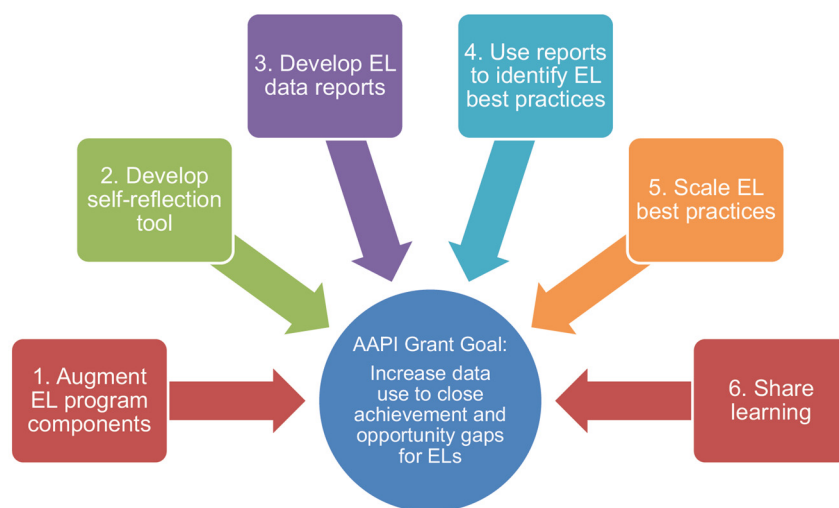 1. Augment
EL program
components
2. Develop
self-reflection
tool
3. Develop EL
data reports
4. Use reports
to identify EL
best practices
5. Scale EL
best practices
6. Share
learning
AAPI Grant Goal:
Increase data
use to close
achievement and
opportunity gaps
for ELs